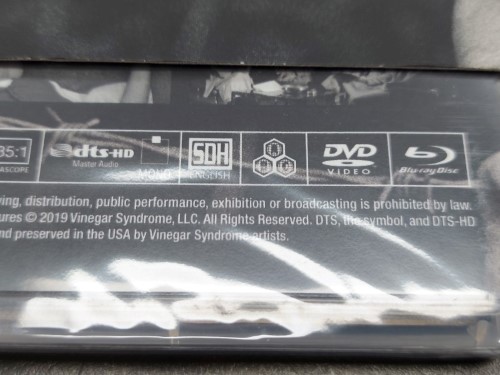 35:1 dts-HD MONO SDH DVD Blu-ray Disc
ASCOPE Master Audio ENGLISH VIDEO
ving, distribution, public performance, exhibition or broadcasting is prohibited by law.
ures © 2019 Vinegar Syndrome, LLC. All Rights Reserved. DTS, the symbol, and DTS-HD
nd preserved in the USA by Vinegar Syndrome artists.